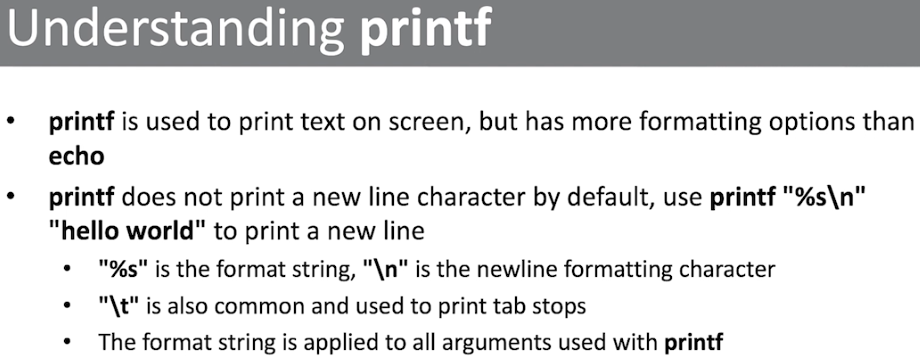 Understanding printf
• printf is used to print text on screen, but has more formatting options than
echo
• printf does not print a new line character by default, use printf "%s\n"
"hello world" to print a new line
• "%s" is the format string, "\n" is the newline formatting character
• "\t" is also common and used to print tab stops
• The format string is applied to all arguments used with printf